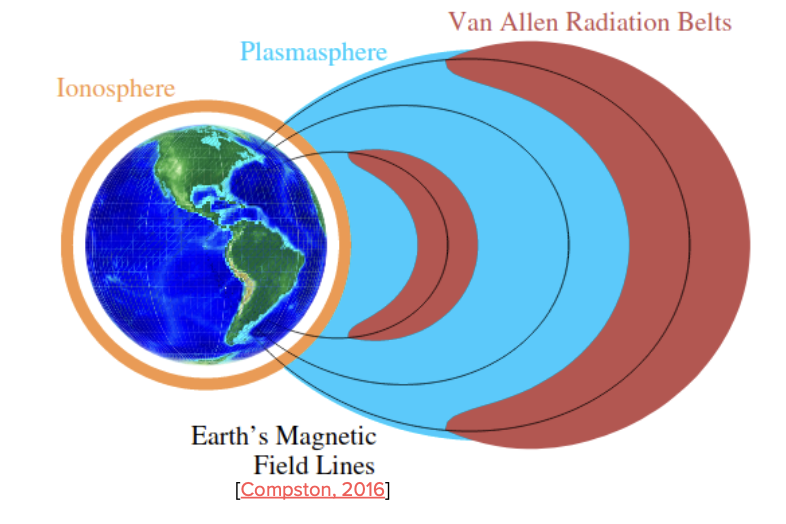 Van Allen Radiation Belts
Plasmasphere
Ionosphere
Earth’s Magnetic
Field Lines
[Compston, 2016]